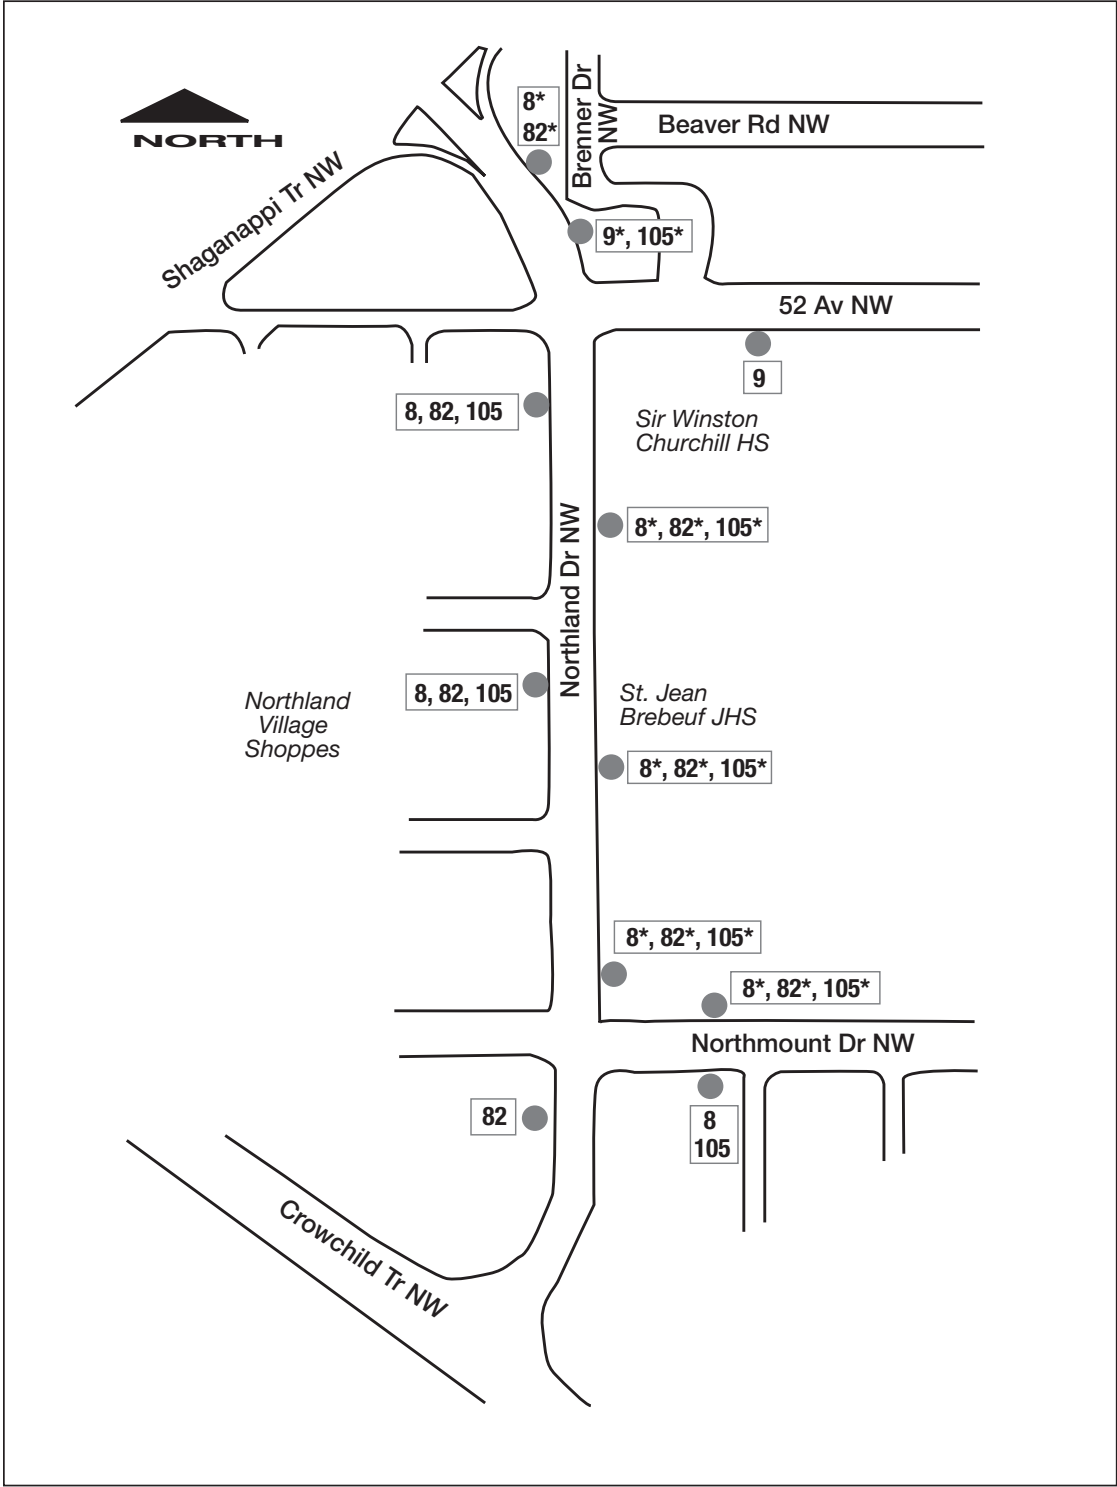 8*
82*
Brenner Dr
NW
Beaver Rd NW
NORTH
Shaganappi Tr NW
9*, 105*
52 Av NW
9
8, 82, 105
Sir Winston
Churchill HS
8*, 82*, 105*
Northland Dr NW
8, 82, 105
Northland
Village
Shoppes
St. Jean
Brebeuf JHS
8*, 82*, 105*
8*, 82*, 105*
8*, 82*, 105*
Northmount Dr NW
82
8
105
Crowchild Tr NW